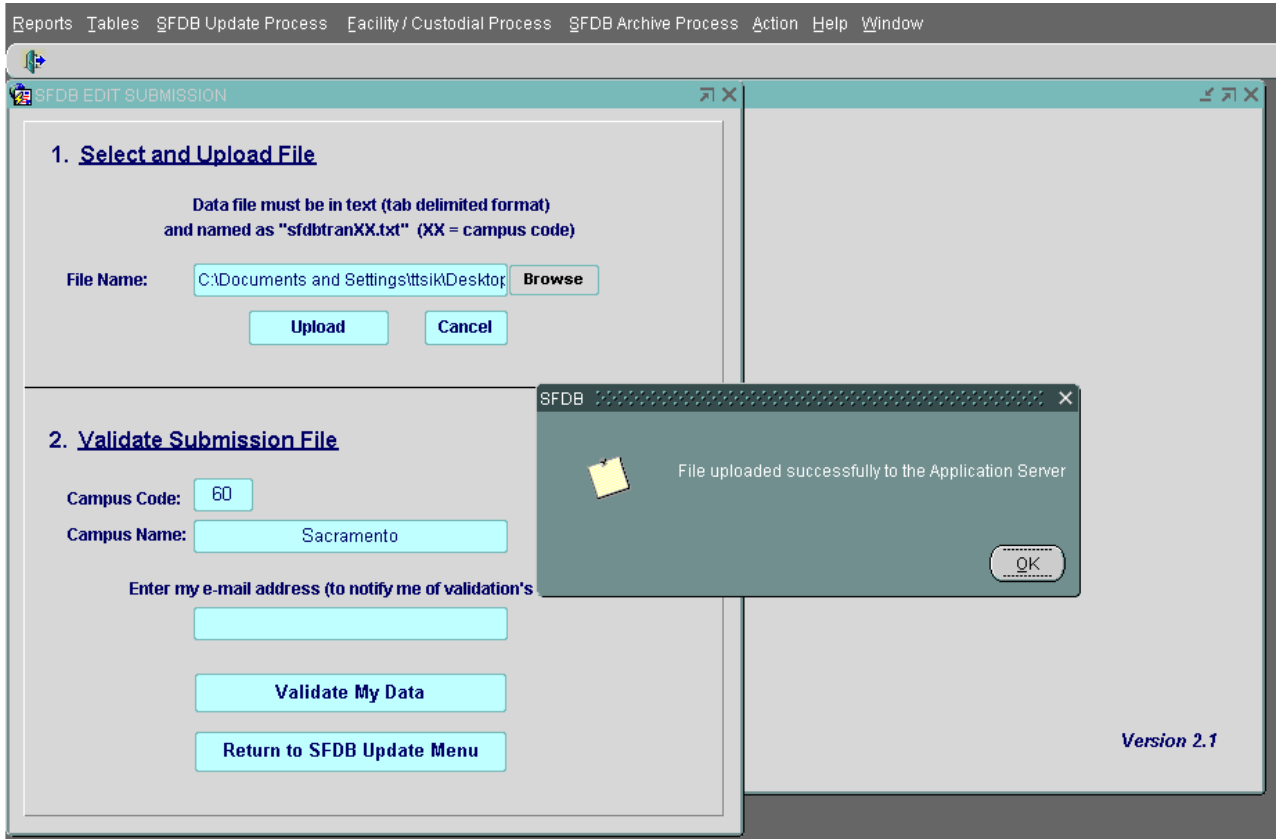 Reports Tables SFDB Update Process Facility / Custodial Process SFDB Archive Process Action Help Window
SFDB EDIT SUBMISSION
1. Select and Upload File
Data file must be in text (tab delimited format)
and named as "sfdbtranXX.txt" (XX = campus code)
File Name: C:\Documents and Settings\ttsik\Desktop Browse
Upload Cancel
SFDB
File uploaded successfully to the Application Server
OK
2. Validate Submission File
Campus Code: 60
Campus Name: Sacramento
Enter my e-mail address (to notify me of validation's
Validate My Data
Return to SFDB Update Menu
Version 2.1